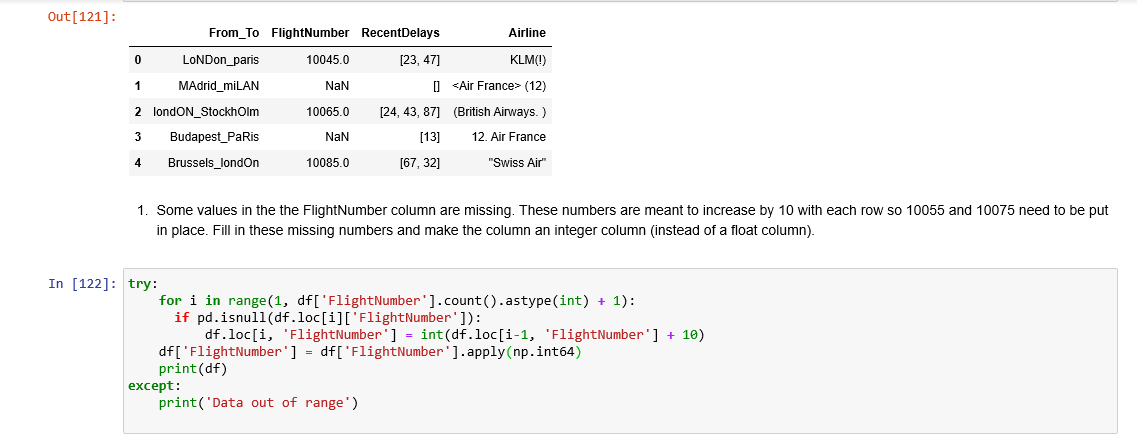 Out[121]:
From_To FlightNumber RecentDelays Airline
0 LoNDon_paris 10045.0 [23, 47] KLM(!)
1 MAdrid_miLAN NaN [] <Air France> (12)
2 londON_StockhOlm 10065.0 [24, 43, 87] (British Airways. )
3 Budapest_PaRis NaN [13] 12. Air France
4 Brussels_londOn 10085.0 [67, 32] "Swiss Air"
1. Some values in the the FlightNumber column are missing. These numbers are meant to increase by 10 with each row so 10055 and 10075 need to be put
in place. Fill in these missing numbers and make the column an integer column (instead of a float column).
In [122]: try:
    for i in range(1, df['FlightNumber'].count().astype(int) + 1):
      if pd.isnull(df.loc[i]['FlightNumber']):
          df.loc[i, 'FlightNumber'] = int(df.loc[i-1, 'FlightNumber'] + 10)
    df['FlightNumber'] = df['FlightNumber'].apply(np.int64)
    print(df)
except:
    print('Data out of range')